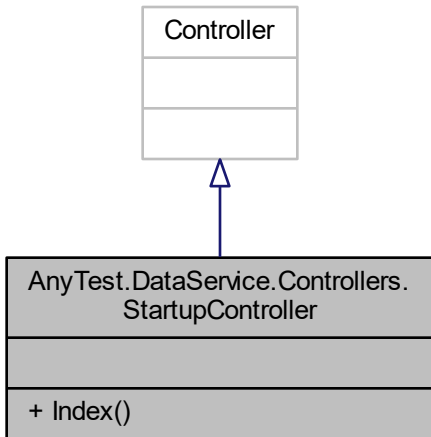 Controller
AnyTest.DataService.Controllers.
StartupController
+ Index()